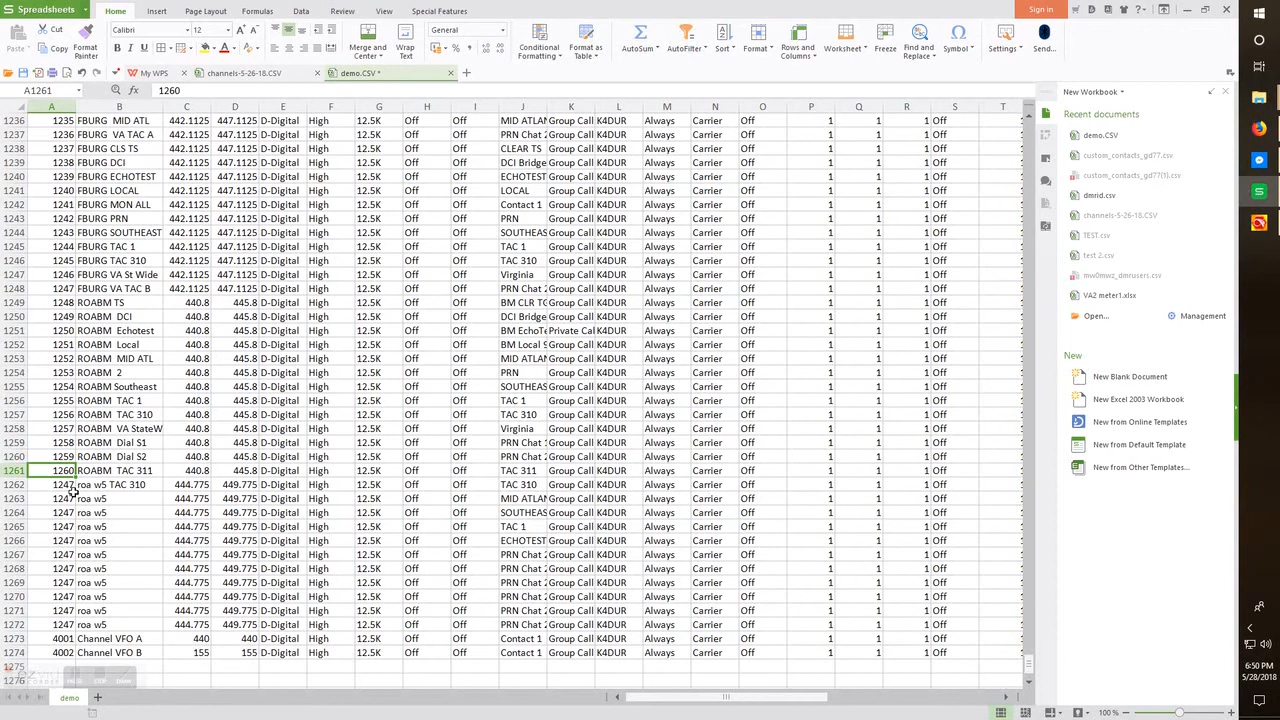 Spreadsheets
Home Insert Page Layout Formulas Data Review View Special Features
Sign in
Paste Cut Copy Format Painter Calibri 12 General
Merge and Center Wrap Text Conditional Formatting Format as Table AutoSum AutoFilter Sort Format Rows and Columns Worksheet Freeze Find and Replace Symbol Settings Send...
My WPS channels-5-26-18.CSV demo.CSV *
A1261 fx 1260
A B C D E F G H I J K L M N O P Q R S T
1236 1235 FBURG MID ATL 442.1125 447.1125 D-Digital High 12.5K Off Off MID ATLAN Group Call K4DUR Always Carrier Off 1 1 1 Off
1237 1236 FBURG VA TAC A 442.1125 447.1125 D-Digital High 12.5K Off Off PRN Chat 2 Group Call K4DUR Always Carrier Off 1 1 1 Off
1238 1237 FBURG CLS TS 442.1125 447.1125 D-Digital High 12.5K Off Off CLEAR TS Group Call K4DUR Always Carrier Off 1 1 1 Off
1239 1238 FBURG DCI 442.1125 447.1125 D-Digital High 12.5K Off Off DCI Bridge Group Call K4DUR Always Carrier Off 1 1 1 Off
1240 1239 FBURG ECHOTEST 442.1125 447.1125 D-Digital High 12.5K Off Off ECHOTEST Group Call K4DUR Always Carrier Off 1 1 1 Off
1241 1240 FBURG LOCAL 442.1125 447.1125 D-Digital High 12.5K Off Off LOCAL Group Call K4DUR Always Carrier Off 1 1 1 Off
1242 1241 FBURG MON ALL 442.1125 447.1125 D-Digital High 12.5K Off Off Contact 1 Group Call K4DUR Always Carrier Off 1 1 1 Off
1243 1242 FBURG PRN 442.1125 447.1125 D-Digital High 12.5K Off Off PRN Group Call K4DUR Always Carrier Off 1 1 1 Off
1244 1243 FBURG SOUTHEAST 442.1125 447.1125 D-Digital High 12.5K Off Off SOUTHEAS Group Call K4DUR Always Carrier Off 1 1 1 Off
1245 1244 FBURG TAC 1 442.1125 447.1125 D-Digital High 12.5K Off Off TAC 1 Group Call K4DUR Always Carrier Off 1 1 1 Off
1246 1245 FBURG TAC 310 442.1125 447.1125 D-Digital High 12.5K Off Off TAC 310 Group Call K4DUR Always Carrier Off 1 1 1 Off
1247 1246 FBURG VA St Wide 442.1125 447.1125 D-Digital High 12.5K Off Off Virginia Group Call K4DUR Always Carrier Off 1 1 1 Off
1248 1247 FBURG VA TAC B 442.1125 447.1125 D-Digital High 12.5K Off Off PRN Chat 2 Group Call K4DUR Always Carrier Off 1 1 1 Off
1249 1248 ROABM TS 440.8 445.8 D-Digital High 12.5K Off Off BM CLR TG Group Call K4DUR Always Carrier Off 1 1 1 Off
1250 1249 ROABM DCI 440.8 445.8 D-Digital High 12.5K Off Off DCI Bridge Group Call K4DUR Always Carrier Off 1 1 1 Off
1251 1250 ROABM Echotest 440.8 445.8 D-Digital High 12.5K Off Off BM EchoTe Private Cal K4DUR Always Carrier Off 1 1 1 Off
1252 1251 ROABM Local 440.8 445.8 D-Digital High 12.5K Off Off BM Local 9 Group Call K4DUR Always Carrier Off 1 1 1 Off
1253 1252 ROABM MID ATL 440.8 445.8 D-Digital High 12.5K Off Off MID ATLAN Group Call K4DUR Always Carrier Off 1 1 1 Off
1254 1253 ROABM 2 440.8 445.8 D-Digital High 12.5K Off Off PRN Group Call K4DUR Always Carrier Off 1 1 1 Off
1255 1254 ROABM Southeast 440.8 445.8 D-Digital High 12.5K Off Off SOUTHEAS Group Call K4DUR Always Carrier Off 1 1 1 Off
1256 1255 ROABM TAC 1 440.8 445.8 D-Digital High 12.5K Off Off TAC 1 Group Call K4DUR Always Carrier Off 1 1 1 Off
1257 1256 ROABM TAC 310 440.8 445.8 D-Digital High 12.5K Off Off TAC 310 Group Call K4DUR Always Carrier Off 1 1 1 Off
1258 1257 ROABM VA StateW 440.8 445.8 D-Digital High 12.5K Off Off Virginia Group Call K4DUR Always Carrier Off 1 1 1 Off
1259 1258 ROABM Dial S1 440.8 445.8 D-Digital High 12.5K Off Off PRN Chat 1 Group Call K4DUR Always Carrier Off 1 1 1 Off
1260 1259 ROABM Dial S2 440.8 445.8 D-Digital High 12.5K Off Off PRN Chat 2 Group Call K4DUR Always Carrier Off 1 1 1 Off
1261 1260 ROABM TAC 311 440.8 445.8 D-Digital High 12.5K Off Off TAC 311 Group Call K4DUR Always Carrier Off 1 1 1 Off
1262 1247 roa w5 TAC 310 444.775 449.775 D-Digital High 12.5K Off Off TAC 310 Group Call K4DUR Always Carrier Off 1 1 1 Off
1263 1247 roa w5 444.775 449.775 D-Digital High 12.5K Off Off MID ATLAN Group Call K4DUR Always Carrier Off 1 1 1 Off
1264 1247 roa w5 444.775 449.775 D-Digital High 12.5K Off Off SOUTHEAS Group Call K4DUR Always Carrier Off 1 1 1 Off
1265 1247 roa w5 444.775 449.775 D-Digital High 12.5K Off Off TAC 1 Group Call K4DUR Always Carrier Off 1 1 1 Off
1266 1247 roa w5 444.775 449.775 D-Digital High 12.5K Off Off ECHOTEST Group Call K4DUR Always Carrier Off 1 1 1 Off
1267 1247 roa w5 444.775 449.775 D-Digital High 12.5K Off Off PRN Chat 2 Group Call K4DUR Always Carrier Off 1 1 1 Off
1268 1247 roa w5 444.775 449.775 D-Digital High 12.5K Off Off PRN Chat 2 Group Call K4DUR Always Carrier Off 1 1 1 Off
1269 1247 roa w5 444.775 449.775 D-Digital High 12.5K Off Off PRN Chat 2 Group Call K4DUR Always Carrier Off 1 1 1 Off
1270 1247 roa w5 444.775 449.775 D-Digital High 12.5K Off Off PRN Chat 2 Group Call K4DUR Always Carrier Off 1 1 1 Off
1271 1247 roa w5 444.775 449.775 D-Digital High 12.5K Off Off PRN Chat 2 Group Call K4DUR Always Carrier Off 1 1 1 Off
1272 1247 roa w5 444.775 449.775 D-Digital High 12.5K Off Off PRN Chat 2 Group Call K4DUR Always Carrier Off 1 1 1 Off
1273 4001 Channel VFO A 440 440 D-Digital High 12.5K Off Off Contact 1 Group Call K4DUR Always Carrier Off 1 1 1 Off
1274 4002 Channel VFO B 155 155 D-Digital High 12.5K Off Off Contact 1 Group Call K4DUR Always Carrier Off 1 1 1 Off
1275
1276
demo
100 %
New Workbook
Recent documents
demo.CSV
custom_contacts_gd77.csv
custom_contacts_gd77(1).csv
dmrid.csv
channels-5-26-18.CSV
TEST.csv
test 2.csv
mw0mwz_dmrusers.csv
VA2 meter1.xlsx
Open... Management
New
New Blank Document
New Excel 2003 Workbook
New from Online Templates
New from Default Template
New from Other Templates...
6:50 PM
5/28/2018